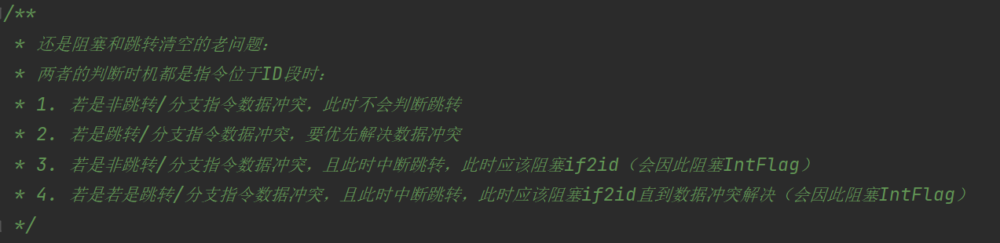 /**
* 还是阻塞和跳转清空的老问题：
* 两者的判断时机都是指令位于ID段时：
* 1. 若是非跳转/分支指令数据冲突，此时不会判断跳转
* 2. 若是跳转/分支指令数据冲突，要优先解决数据冲突
* 3. 若是非跳转/分支指令数据冲突，且此时中断跳转，此时应该阻塞if2id（会因此阻塞IntFlag）
* 4. 若是若是跳转/分支指令数据冲突，且此时中断跳转，此时应该阻塞if2id直到数据冲突解决（会因此阻塞IntFlag）
*/